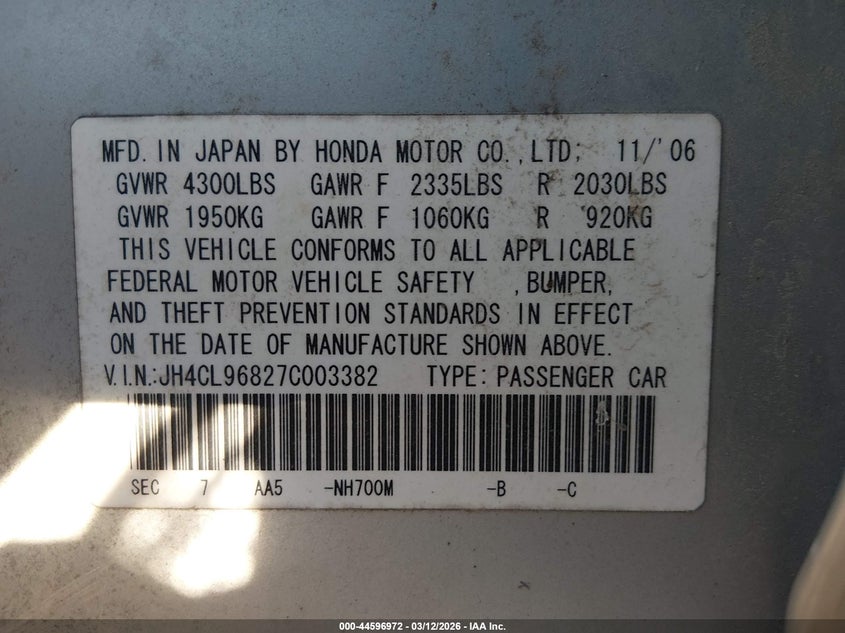 MFD. IN JAPAN BY HONDA MOTOR CO., LTD; 11/'06
GVWR 4300LBS GAWR F 2335LBS R 2030LBS
GVWR 1950KG GAWR F 1060KG R 920KG
THIS VEHICLE CONFORMS TO ALL APPLICABLE
FEDERAL MOTOR VEHICLE SAFETY , BUMPER,
AND THEFT PREVENTION STANDARDS IN EFFECT
ON THE DATE OF MANUFACTURE SHOWN ABOVE.
V.I.N.:JH4CL96827C003382 TYPE: PASSENGER CAR
SEC 7 AA5 -NH700M -B -C
000-44596972 - 03/12/2026 - IAA Inc.